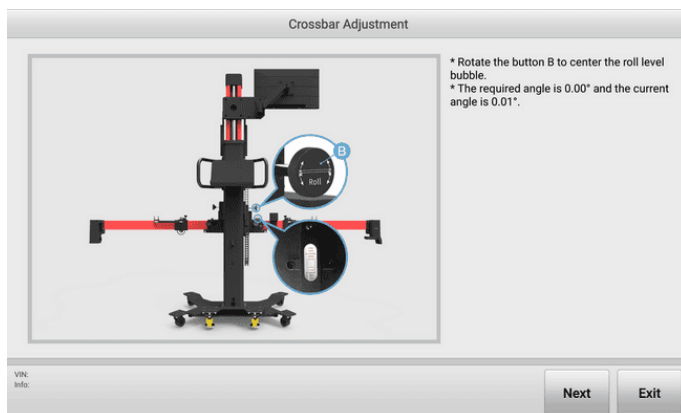 Crossbar Adjustment
* Rotate the button B to center the roll level
bubble.
* The required angle is 0.00° and the current
angle is 0.01°.
B
Roll
VIN:
Info:
Next
Exit